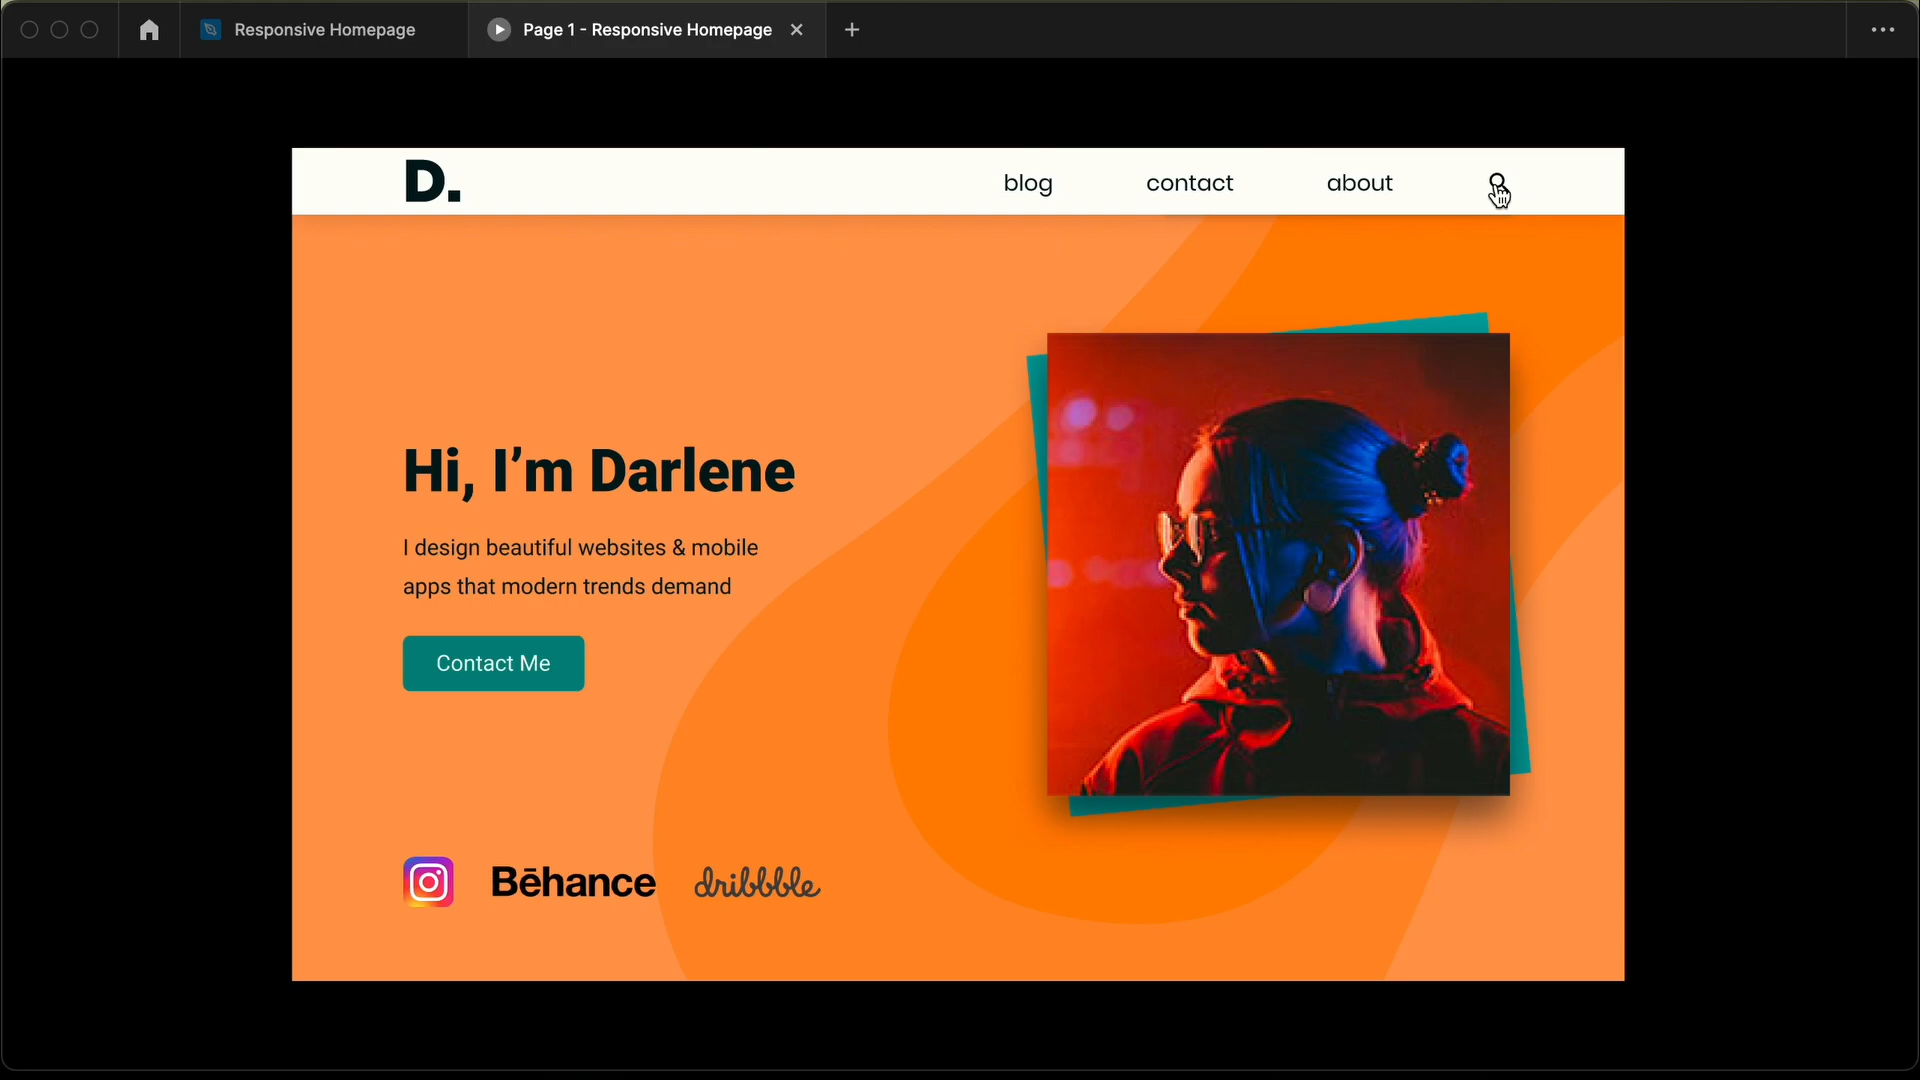 Responsive Homepage
Page 1 - Responsive Homepage
D.
blog
contact
about
Hi, I’m Darlene
I design beautiful websites & mobile
apps that modern trends demand
Contact Me
Bēhance
dribbble